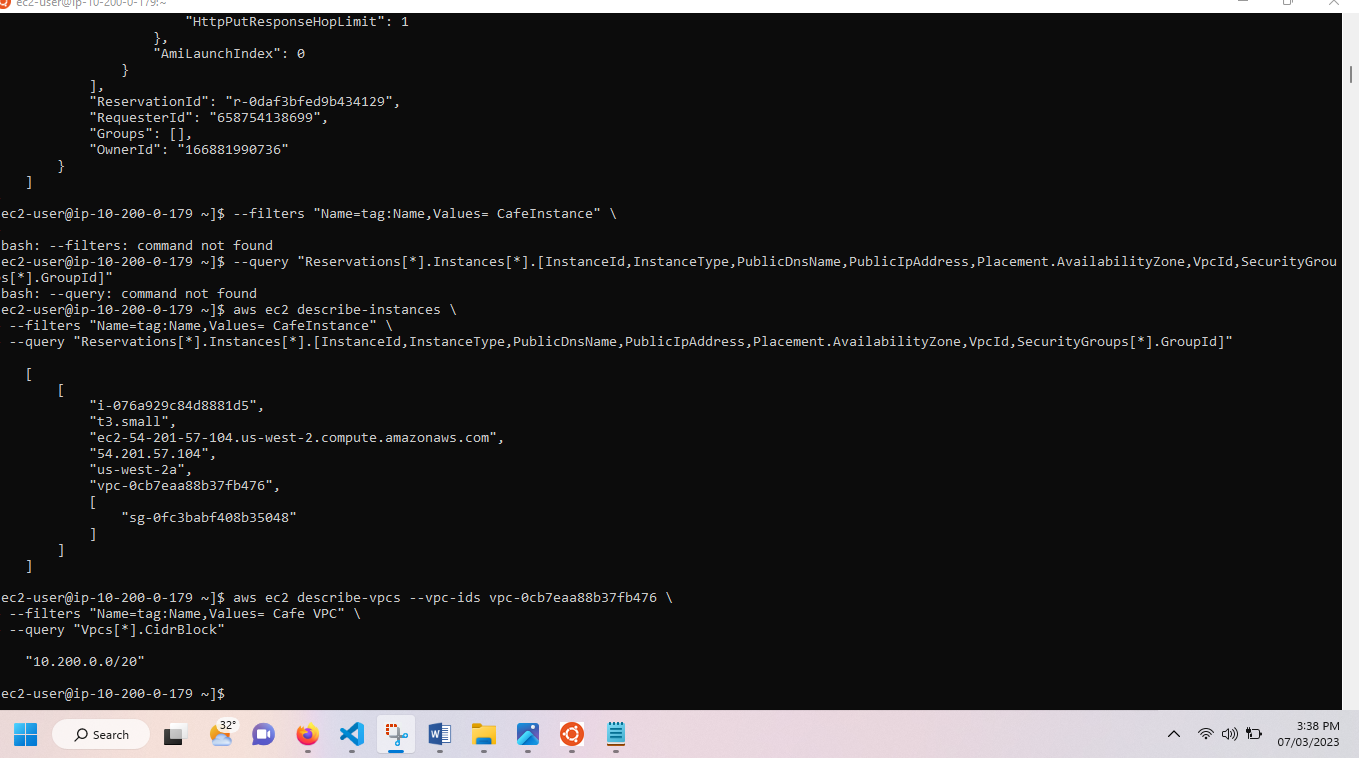 ec2-user@ip-10-200-0-179:~
"HttpPutResponseHopLimit": 1
},
"AmiLaunchIndex": 0
}
],
"ReservationId": "r-0daf3bfed9b434129",
"RequesterId": "658754138699",
"Groups": [],
"OwnerId": "166881990736"
}
]
ec2-user@ip-10-200-0-179 ~]$ --filters "Name=tag:Name,Values= CafeInstance" \
bash: --filters: command not found
ec2-user@ip-10-200-0-179 ~]$ --query "Reservations[*].Instances[*].[InstanceId,InstanceType,PublicDnsName,PublicIpAddress,Placement.AvailabilityZone,VpcId,SecurityGrou
s[*].GroupId]"
bash: --query: command not found
ec2-user@ip-10-200-0-179 ~]$ aws ec2 describe-instances \
--filters "Name=tag:Name,Values= CafeInstance" \
--query "Reservations[*].Instances[*].[InstanceId,InstanceType,PublicDnsName,PublicIpAddress,Placement.AvailabilityZone,VpcId,SecurityGroups[*].GroupId]"
[
[
"i-076a929c84d8881d5",
"t3.small",
"ec2-54-201-57-104.us-west-2.compute.amazonaws.com",
"54.201.57.104",
"us-west-2a",
"vpc-0cb7eaa88b37fb476",
[
"sg-0fc3babf408b35048"
]
]
]
ec2-user@ip-10-200-0-179 ~]$ aws ec2 describe-vpcs --vpc-ids vpc-0cb7eaa88b37fb476 \
--filters "Name=tag:Name,Values= Cafe VPC" \
--query "Vpcs[*].CidrBlock"
"10.200.0.0/20"
ec2-user@ip-10-200-0-179 ~]$
Search
32°
3:38 PM
07/03/2023